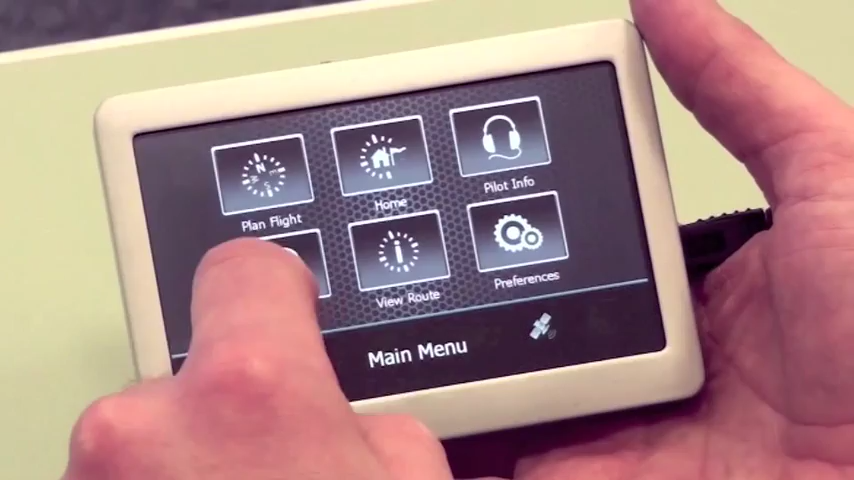 Plan Flight
Home
Pilot Info
View Route
Preferences
Main Menu